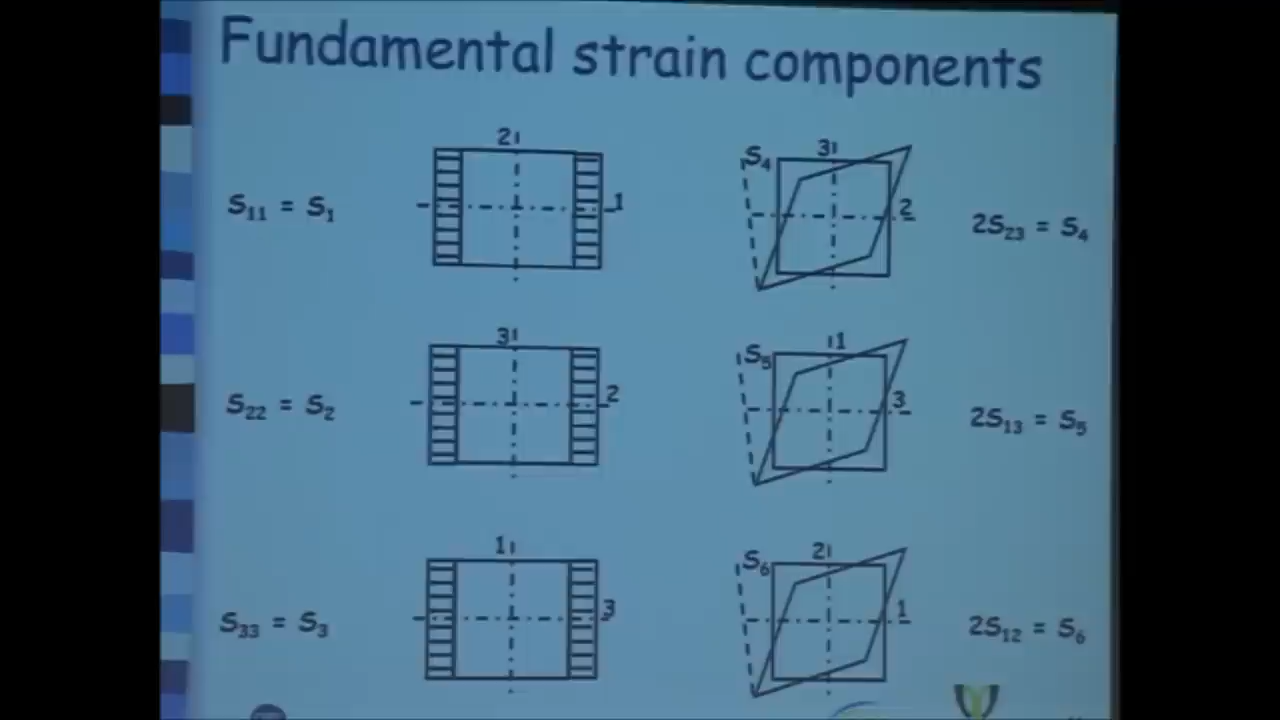 Fundamental strain components
S₁₁ = S₁
2
1
S₄
3
2
2S₂₃ = S₄
S₂₂ = S₂
3
2
S₅
1
3
2S₁₃ = S₅
S₃₃ = S₃
1
3
S₆
2
1
2S₁₂ = S₆